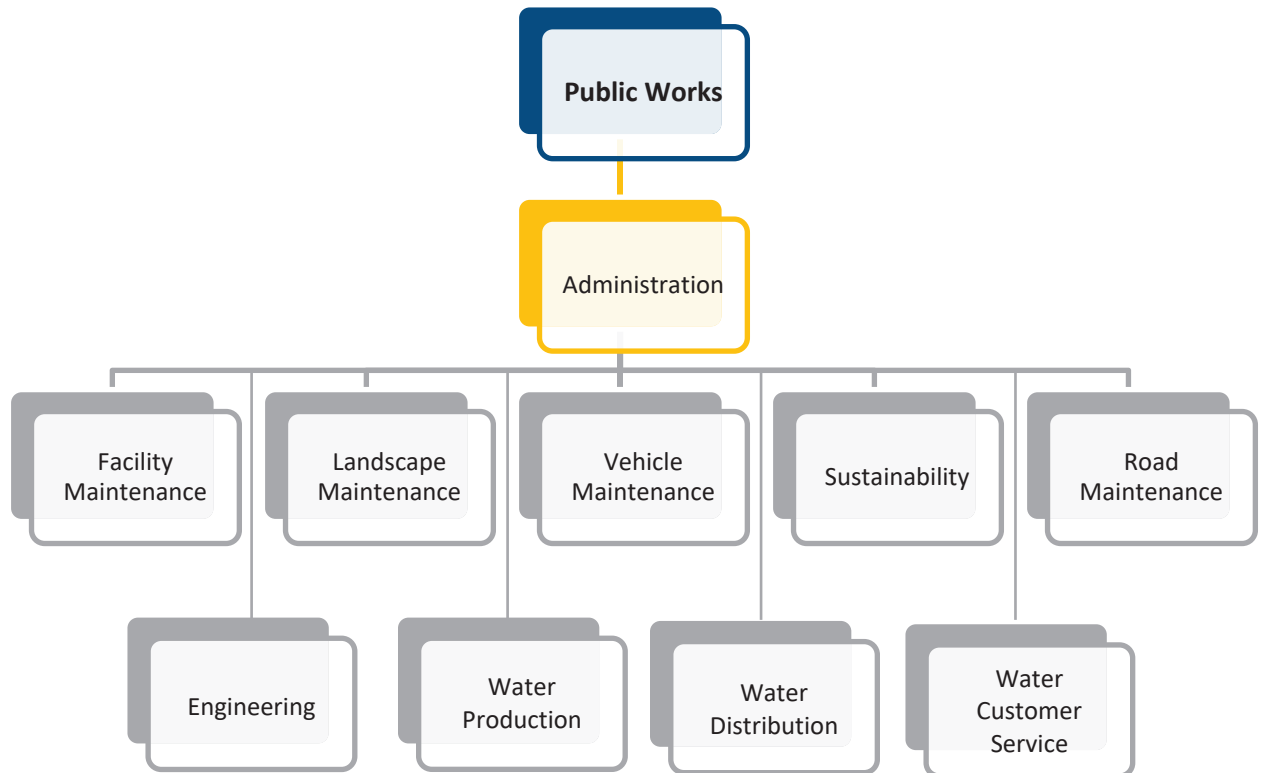 Public Works
Administration
Facility
Maintenance
Landscape
Maintenance
Vehicle
Maintenance
Sustainability
Road
Maintenance
Engineering
Water
Production
Water
Distribution
Water
Customer
Service